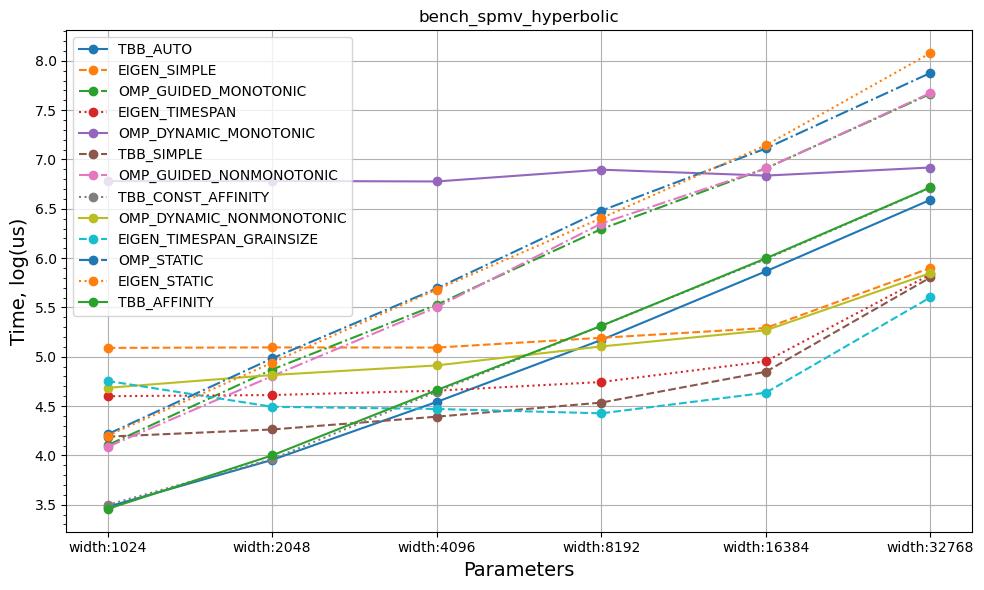 bench_spmv_hyperbolic
TBB_AUTO
EIGEN_SIMPLE
OMP_GUIDED_MONOTONIC
EIGEN_TIMESPAN
OMP_DYNAMIC_MONOTONIC
TBB_SIMPLE
OMP_GUIDED_NONMONOTONIC
TBB_CONST_AFFINITY
OMP_DYNAMIC_NONMONOTONIC
EIGEN_TIMESPAN_GRAINSIZE
OMP_STATIC
EIGEN_STATIC
TBB_AFFINITY
Time, log(us)
8.0
7.5
7.0
6.5
6.0
5.5
5.0
4.5
4.0
3.5
width:1024 width:2048 width:4096 width:8192 width:16384 width:32768
Parameters